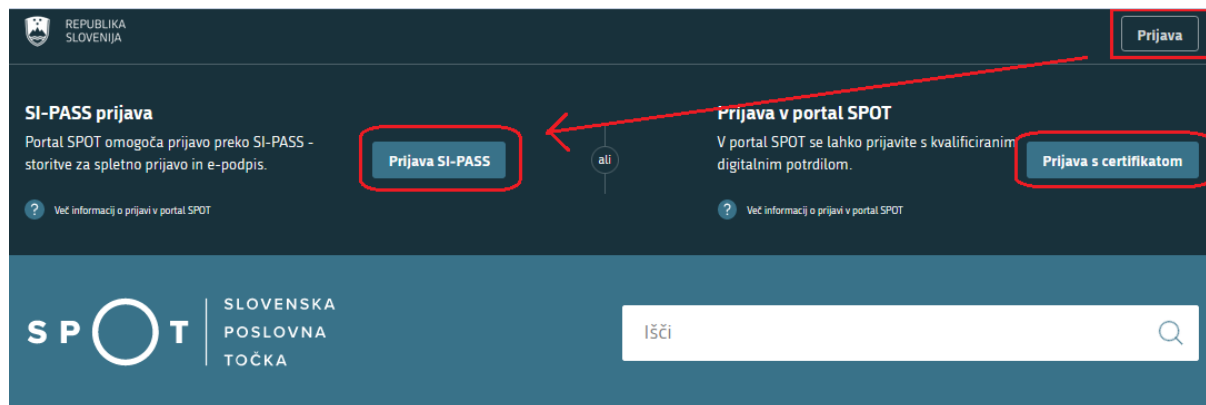 REPUBLIKA
SLOVENIJA
Prijava
SI-PASS prijava
Portal SPOT omogoča prijavo preko SI-PASS -
storitve za spletno prijavo in e-podpis.
Prijava SI-PASS
? Več informacij o prijavi v portal SPOT
ali
Prijava v portal SPOT
V portal SPOT se lahko prijavite s kvalificiranim
digitalnim potrdilom.
Prijava s certifikatom
? Več informacij o prijavi v portal SPOT
SPOT
SLOVENSKA
POSLOVNA
TOČKA
Išči